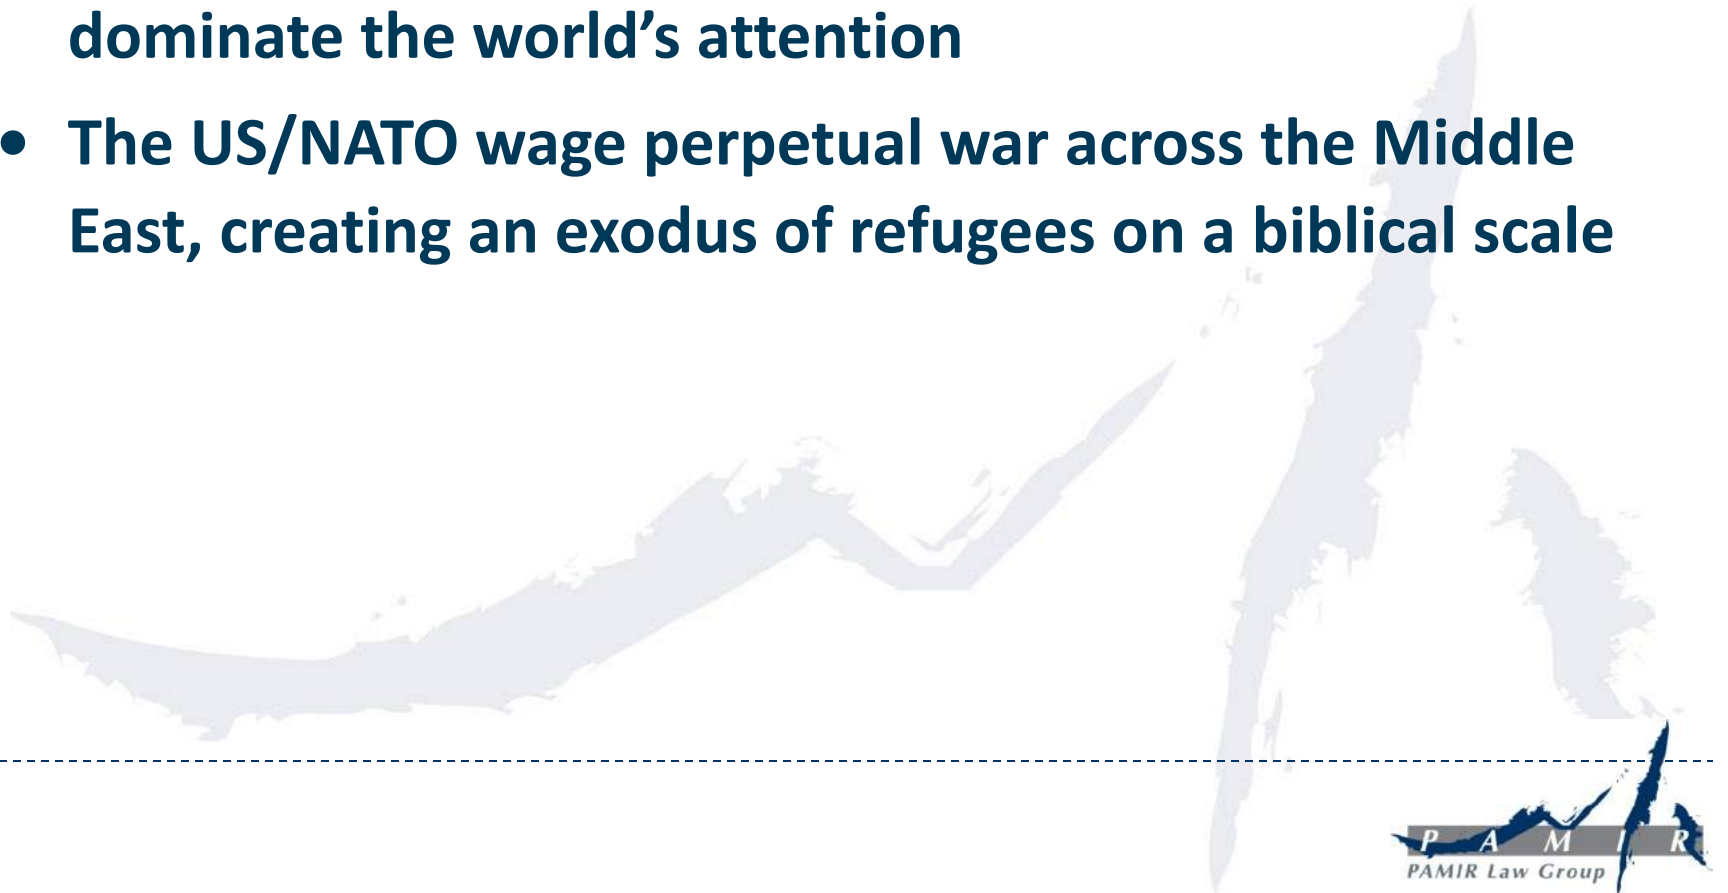 dominate the world’s attention
• The US/NATO wage perpetual war across the Middle
East, creating an exodus of refugees on a biblical scale
P A M I R
PAMIR Law Group